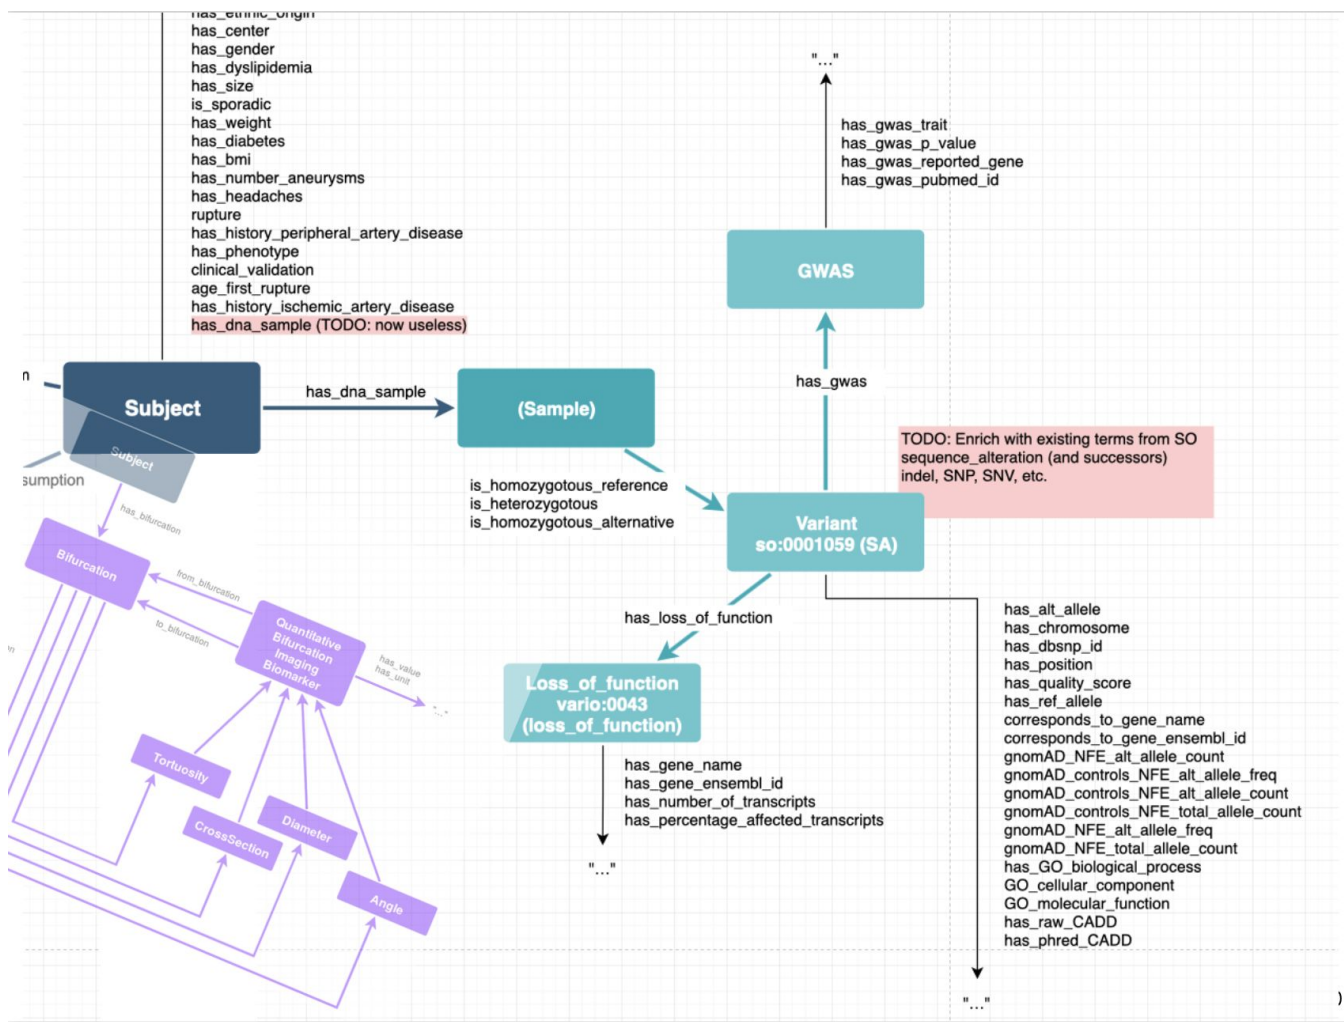 has_ethnic_origin
has_center
has_gender
has_dyslipidemia
has_size
is_sporadic
has_weight
has_diabetes
has_bmi
has_number_aneurysms
has_headaches
rupture
has_history_peripheral_artery_disease
has_phenotype
clinical_validation
age_first_rupture
has_history_ischemic_artery_disease
has_dna_sample (TODO: now useless)
"..."
has_gwas_trait
has_gwas_p_value
has_gwas_reported_gene
has_gwas_pubmed_id
GWAS
has_gwas
Subject
has_dna_sample
(Sample)
is_homozygotous_reference
is_heterozygotous
is_homozygotous_alternative
TODO: Enrich with existing terms from SO
sequence_alteration (and successors)
indel, SNP, SNV, etc.
Variant
so:0001059 (SA)
has_loss_of_function
Loss_of_function
vario:0043
(loss_of_function)
has_gene_name
has_gene_ensembl_id
has_number_of_transcripts
has_percentage_affected_transcripts
"..."
has_alt_allele
has_chromosome
has_dbsnp_id
has_position
has_quality_score
has_ref_allele
corresponds_to_gene_name
corresponds_to_gene_ensembl_id
gnomAD_NFE_alt_allele_count
gnomAD_controls_NFE_alt_allele_freq
gnomAD_controls_NFE_alt_allele_count
gnomAD_controls_NFE_total_allele_count
gnomAD_NFE_alt_allele_freq
gnomAD_NFE_total_allele_count
has_GO_biological_process
GO_cellular_component
GO_molecular_function
has_raw_CADD
has_phred_CADD
"..."
)
Subject
sumption
has_bifurcation
Bifurcation
from_bifurcation
to_bifurcation
Quantitative
Bifurcation
Imaging
Biomarker
has_value
has_unit
"..."
Tortuosity
CrossSection
Diameter
Angle